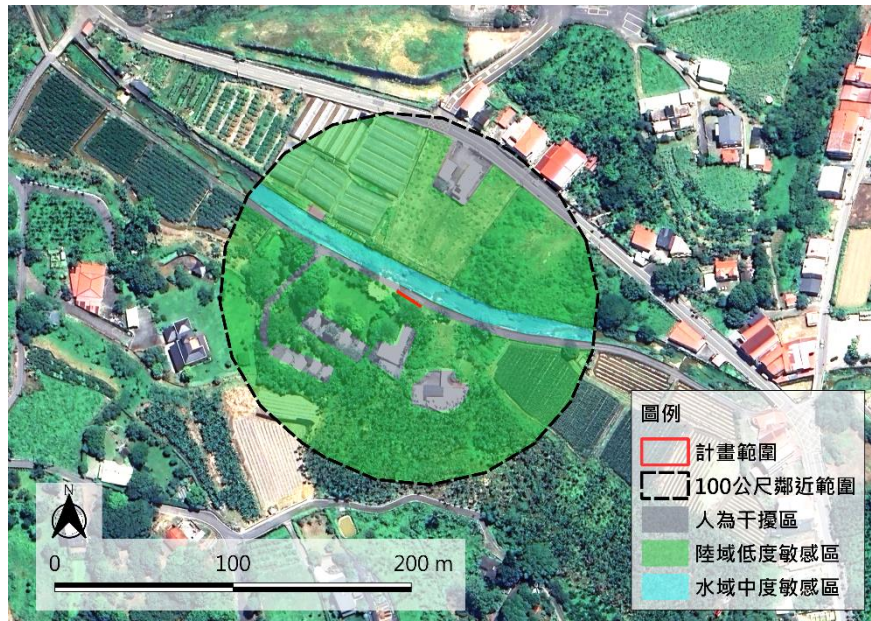 圖例
計畫範圍
100公尺鄰近範圍
人為干擾區
陸域低度敏感區
水域中度敏感區
N
0 100 200 m